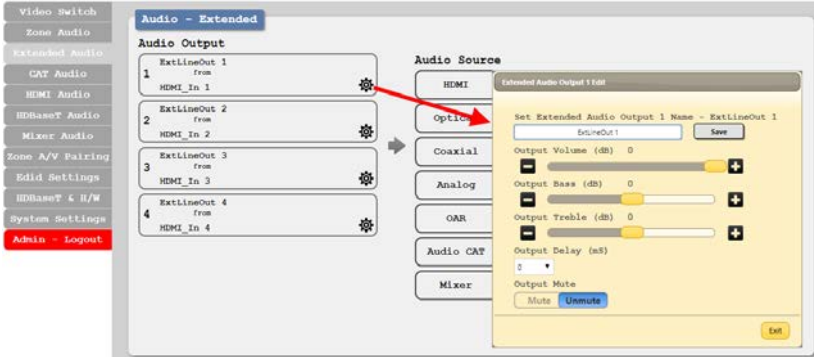 Video Switch
Zone Audio
Extended Audio
CAT Audio
HDMI Audio
HDBaseT Audio
Mixer Audio
Zone A/V Pairing
Edid Settings
HDBaseT & H/W
System Settings
Admin - Logout
Audio - Extended
Audio Output
1
ExtLineOut 1
from
HDMI_In 1
2
ExtLineOut 2
from
HDMI_In 2
3
ExtLineOut 3
from
HDMI_In 3
4
ExtLineOut 4
from
HDMI_In 4
Audio Source
HDMI
Optical
Coaxial
Analog
OAR
Audio CAT
Mixer
Extended Audio Output 1 Edit
Set Extended Audio Output 1 Name - ExtLineOut 1
ExtLineOut 1
Save
Output Volume (dB) 0
Output Bass (dB) 0
Output Treble (dB) 0
Output Delay (mS)
0
Output Mute
Mute
Unmute
Exit